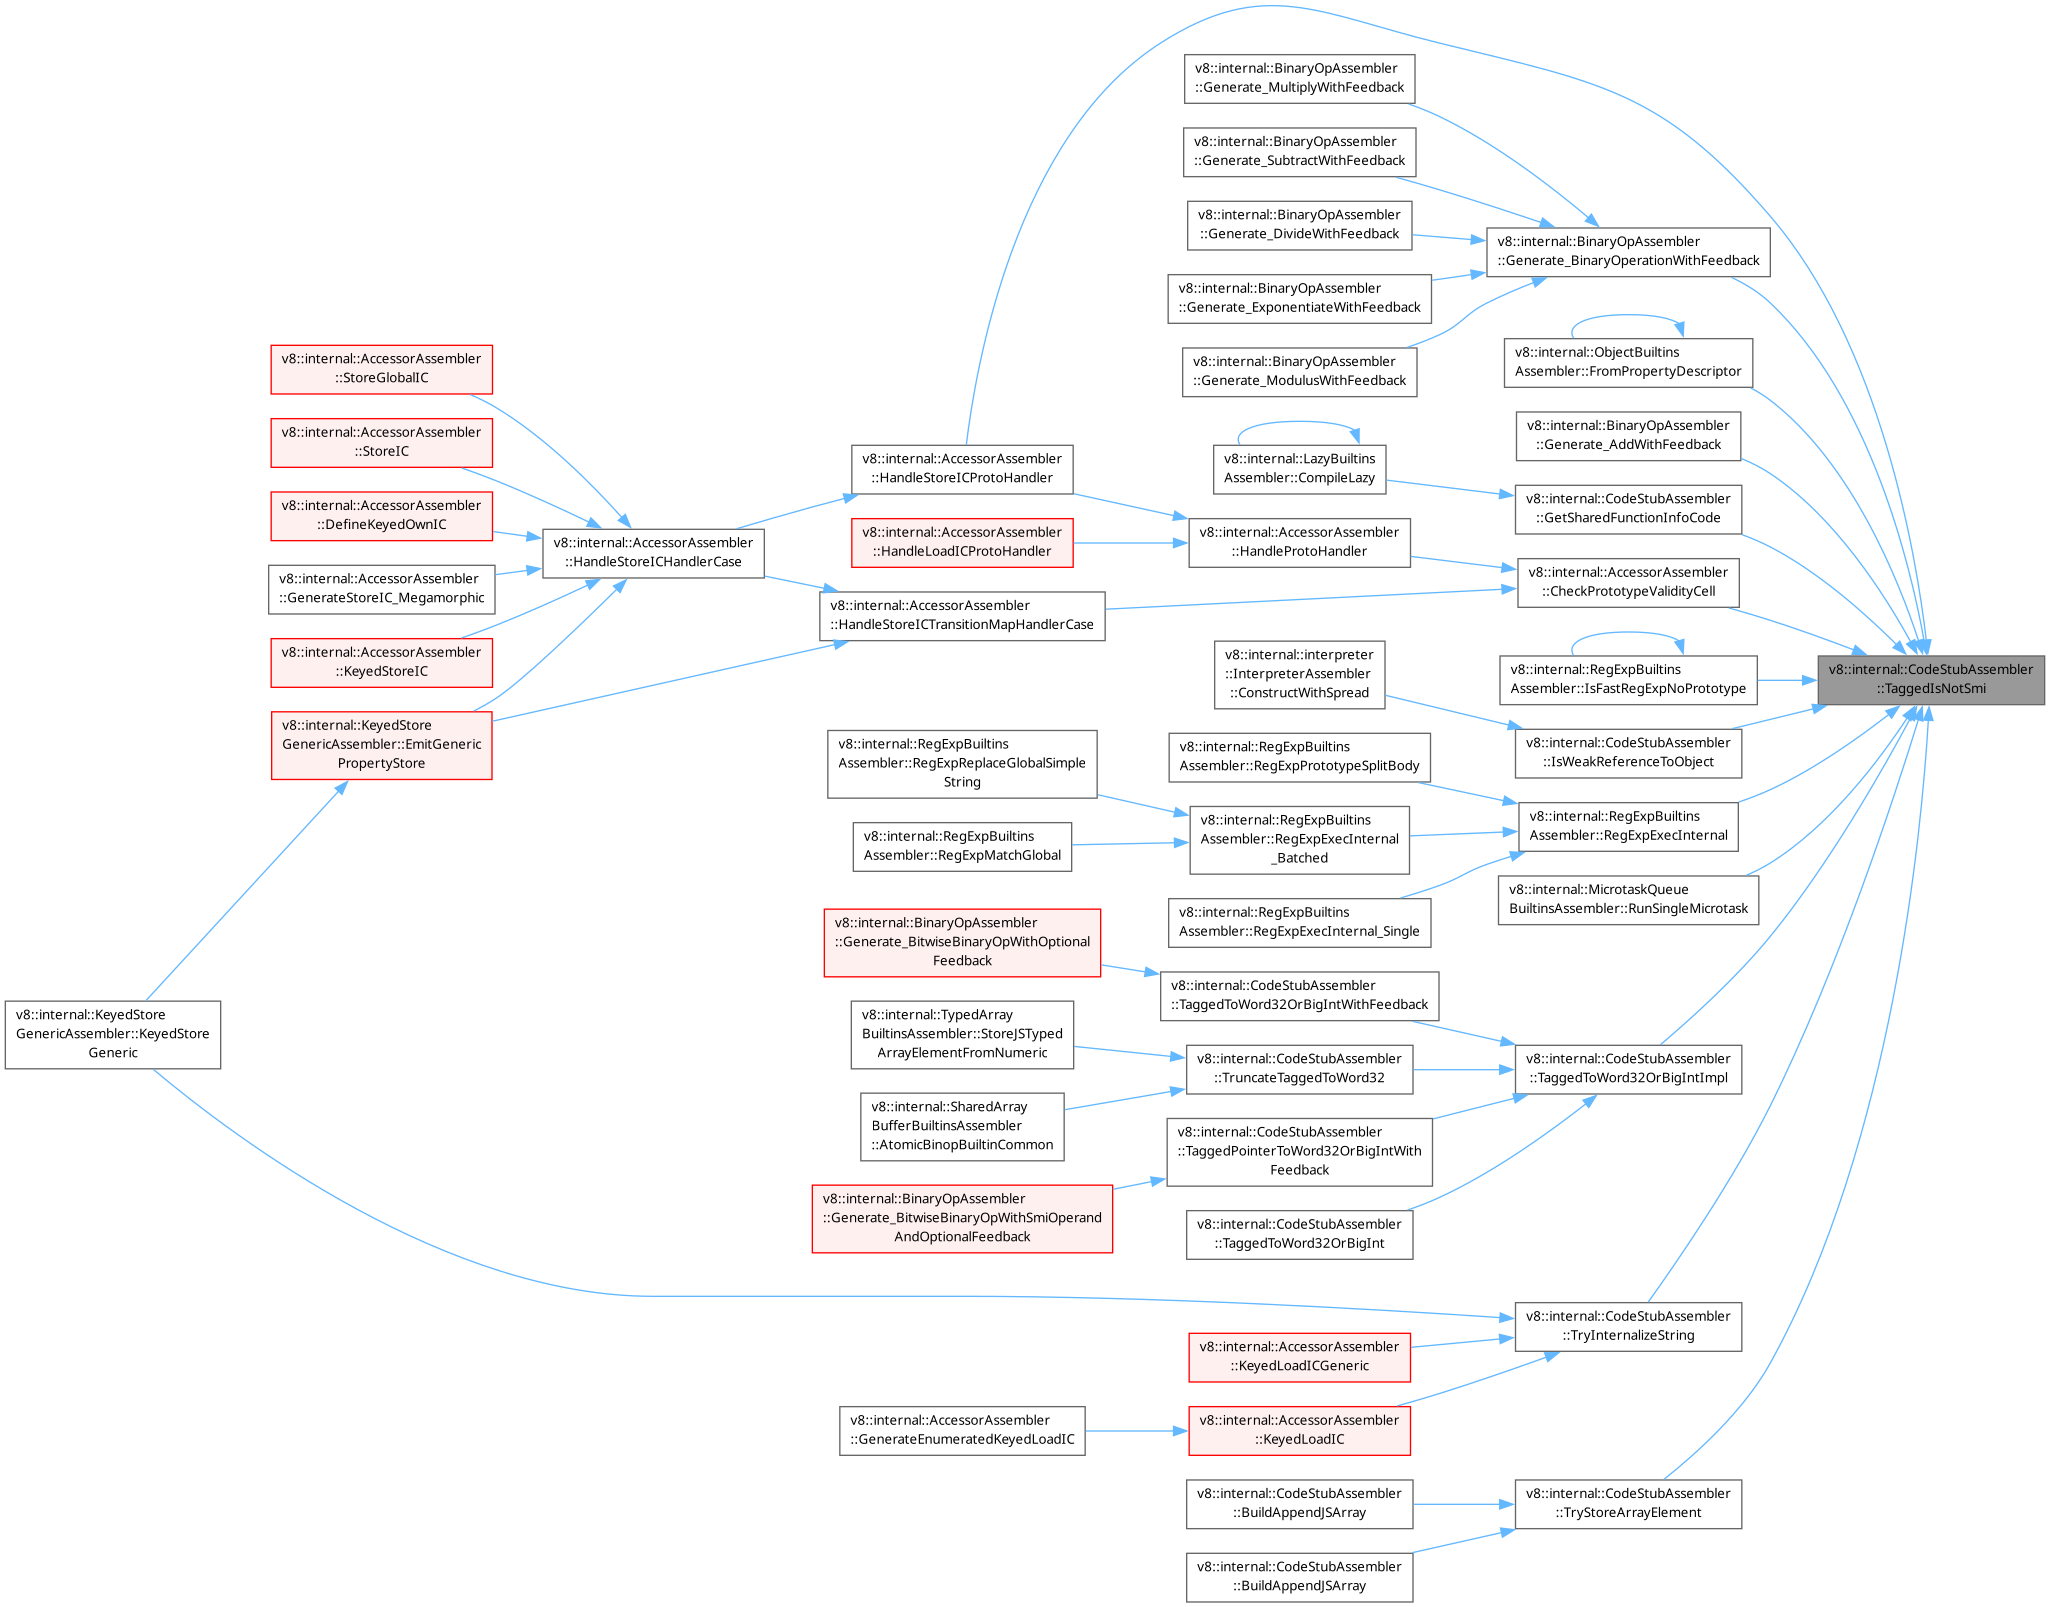 v8::internal::BinaryOpAssembler
::Generate_MultiplyWithFeedback
v8::internal::BinaryOpAssembler
::Generate_SubtractWithFeedback
v8::internal::BinaryOpAssembler
::Generate_DivideWithFeedback
v8::internal::BinaryOpAssembler
::Generate_BinaryOperationWithFeedback
v8::internal::BinaryOpAssembler
::Generate_ExponentiateWithFeedback
v8::internal::ObjectBuiltins
Assembler::FromPropertyDescriptor
v8::internal::BinaryOpAssembler
::Generate_ModulusWithFeedback
v8::internal::AccessorAssembler
::StoreGlobalIC
v8::internal::BinaryOpAssembler
::Generate_AddWithFeedback
v8::internal::AccessorAssembler
::StoreIC
v8::internal::AccessorAssembler
::HandleStoreICProtoHandler
v8::internal::LazyBuiltins
Assembler::CompileLazy
v8::internal::CodeStubAssembler
::GetSharedFunctionInfoCode
v8::internal::AccessorAssembler
::DefineKeyedOwnIC
v8::internal::AccessorAssembler
::HandleLoadICProtoHandler
v8::internal::AccessorAssembler
::HandleProtoHandler
v8::internal::AccessorAssembler
::HandleStoreICHandlerCase
v8::internal::AccessorAssembler
::CheckPrototypeValidityCell
v8::internal::AccessorAssembler
::GenerateStoreIC_Megamorphic
v8::internal::AccessorAssembler
::HandleStoreICTransitionMapHandlerCase
v8::internal::AccessorAssembler
::KeyedStoreIC
v8::internal::interpreter
::InterpreterAssembler
::ConstructWithSpread
v8::internal::RegExpBuiltins
Assembler::IsFastRegExpNoPrototype
v8::internal::CodeStubAssembler
::TaggedIsNotSmi
v8::internal::KeyedStore
GenericAssembler::EmitGeneric
PropertyStore
v8::internal::CodeStubAssembler
::IsWeakReferenceToObject
v8::internal::RegExpBuiltins
Assembler::RegExpReplaceGlobalSimple
String
v8::internal::RegExpBuiltins
Assembler::RegExpPrototypeSplitBody
v8::internal::RegExpBuiltins
Assembler::RegExpMatchGlobal
v8::internal::RegExpBuiltins
Assembler::RegExpExecInternal
_Batched
v8::internal::RegExpBuiltins
Assembler::RegExpExecInternal
v8::internal::RegExpBuiltins
Assembler::RegExpExecInternal_Single
v8::internal::MicrotaskQueue
BuiltinsAssembler::RunSingleMicrotask
v8::internal::BinaryOpAssembler
::Generate_BitwiseBinaryOpWithOptional
Feedback
v8::internal::CodeStubAssembler
::TaggedToWord32OrBigIntWithFeedback
v8::internal::KeyedStore
GenericAssembler::KeyedStore
Generic
v8::internal::TypedArray
BuiltinsAssembler::StoreJSTyped
ArrayElementFromNumeric
v8::internal::CodeStubAssembler
::TruncateTaggedToWord32
v8::internal::CodeStubAssembler
::TaggedToWord32OrBigIntImpl
v8::internal::SharedArray
BufferBuiltinsAssembler
::AtomicBinopBuiltinCommon
v8::internal::CodeStubAssembler
::TaggedPointerToWord32OrBigIntWith
Feedback
v8::internal::BinaryOpAssembler
::Generate_BitwiseBinaryOpWithSmiOperand
AndOptionalFeedback
v8::internal::CodeStubAssembler
::TaggedToWord32OrBigInt
v8::internal::CodeStubAssembler
::TryInternalizeString
v8::internal::AccessorAssembler
::KeyedLoadICGeneric
v8::internal::AccessorAssembler
::GenerateEnumeratedKeyedLoadIC
v8::internal::AccessorAssembler
::KeyedLoadIC
v8::internal::CodeStubAssembler
::BuildAppendJSArray
v8::internal::CodeStubAssembler
::TryStoreArrayElement
v8::internal::CodeStubAssembler
::BuildAppendJSArray